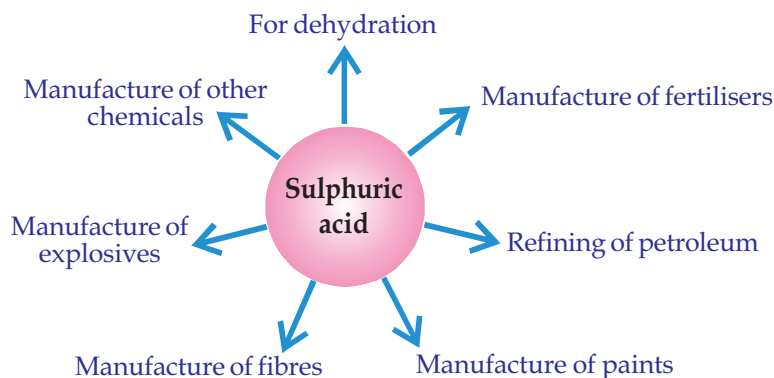 For dehydration
Manufacture of other
chemicals
Manufacture of fertilisers
Sulphuric
acid
Manufacture of
explosives
Refining of petroleum
Manufacture of fibres
Manufacture of paints